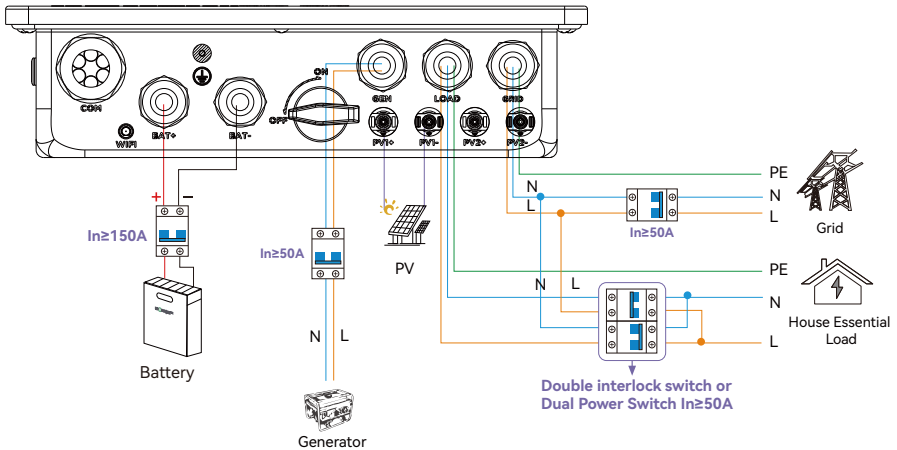 ON
OFF
COM
WIFI
BAT+
BAT-
GEN
LOAD
GRID
PV1+
PV1-
PV2+
PV2-
+
−
In≥150A
In≥50A
N
L
PV
Battery
Generator
N
L
In≥50A
PE
N
L
Grid
N
L
PE
N
L
House Essential
Load
Double interlock switch or
Dual Power Switch In≥50A